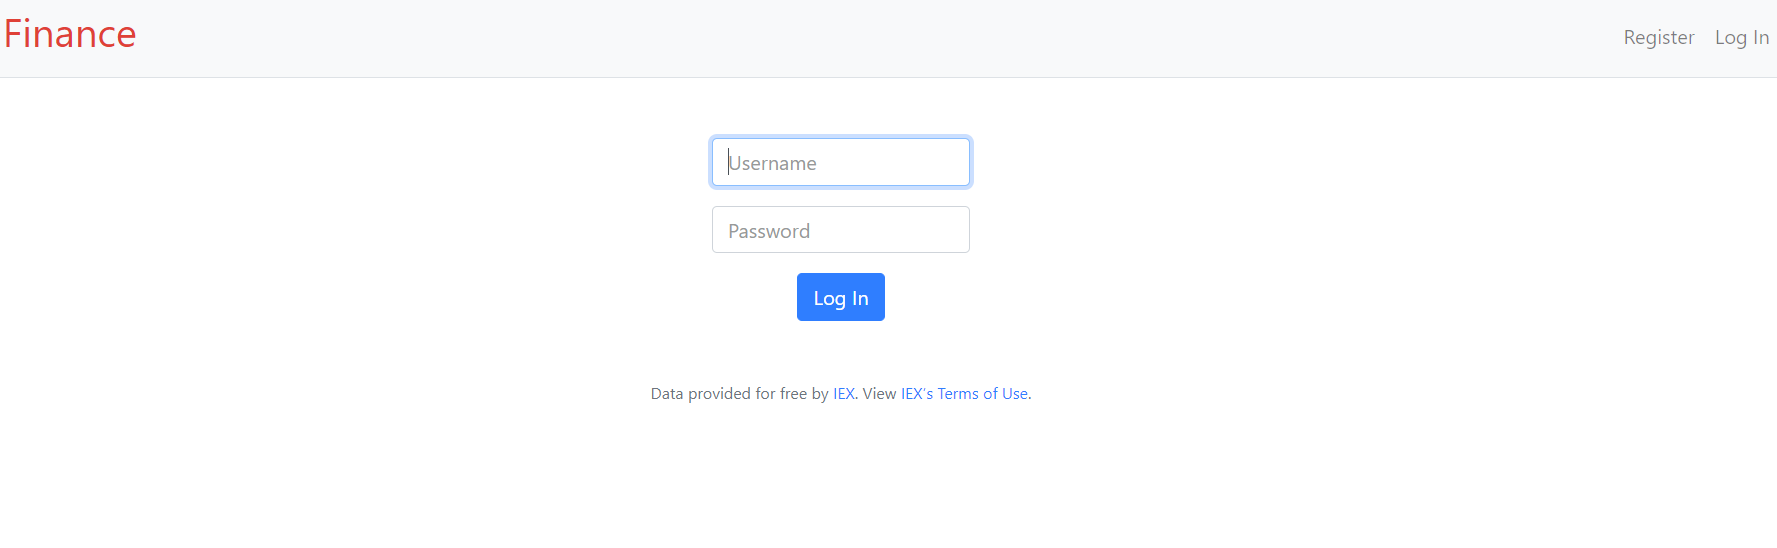 Finance
Register Log In
Username
Password
Log In
Data provided for free by IEX. View IEX's Terms of Use.